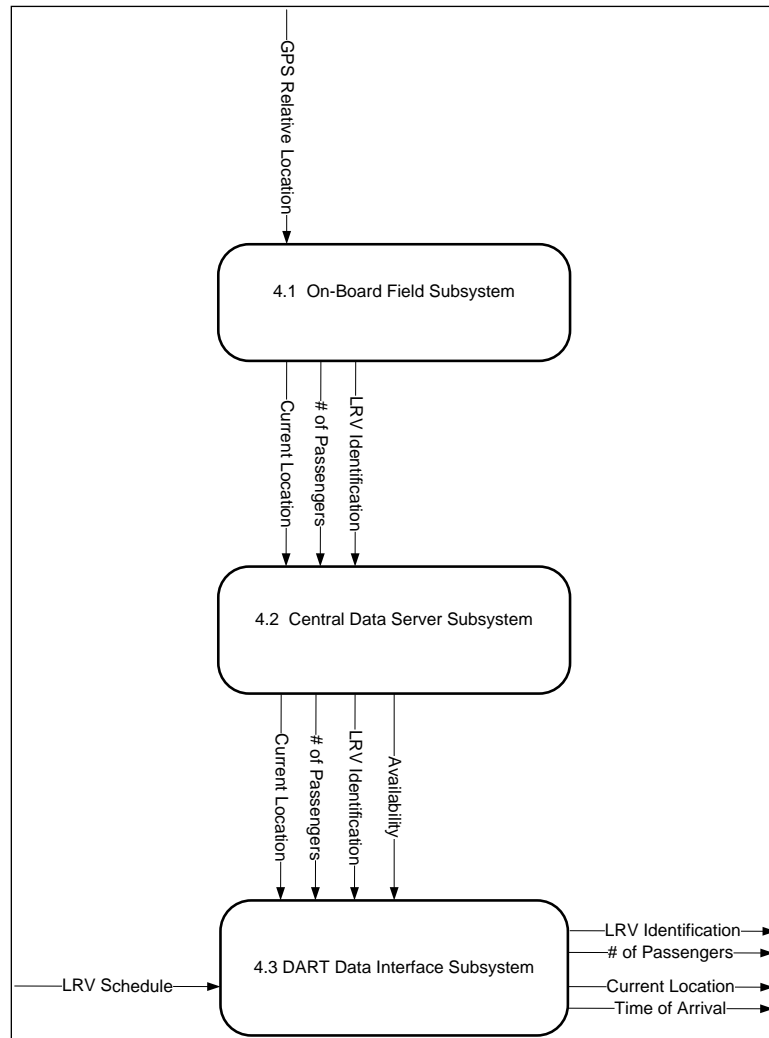 GPS Relative Location
4.1 On-Board Field Subsystem
Current Location
# of Passengers
LRV Identification
4.2 Central Data Server Subsystem
Current Location
# of Passengers
LRV Identification
Availability
4.3 DART Data Interface Subsystem
LRV Schedule
LRV Identification
# of Passengers
Current Location
Time of Arrival